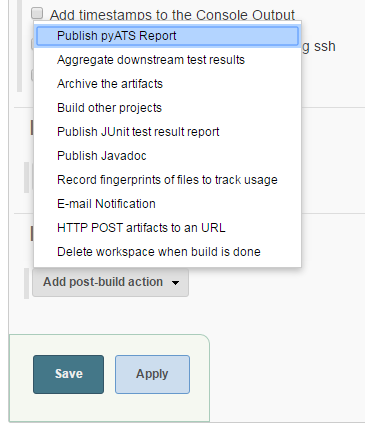 Add timestamps to the Console Output
Publish pyATS Report
g ssh
Aggregate downstream test results
Archive the artifacts
Build other projects
Publish JUnit test result report
Publish Javadoc
Record fingerprints of files to track usage
E-mail Notification
HTTP POST artifacts to an URL
Delete workspace when build is done
Add post-build action
Save
Apply